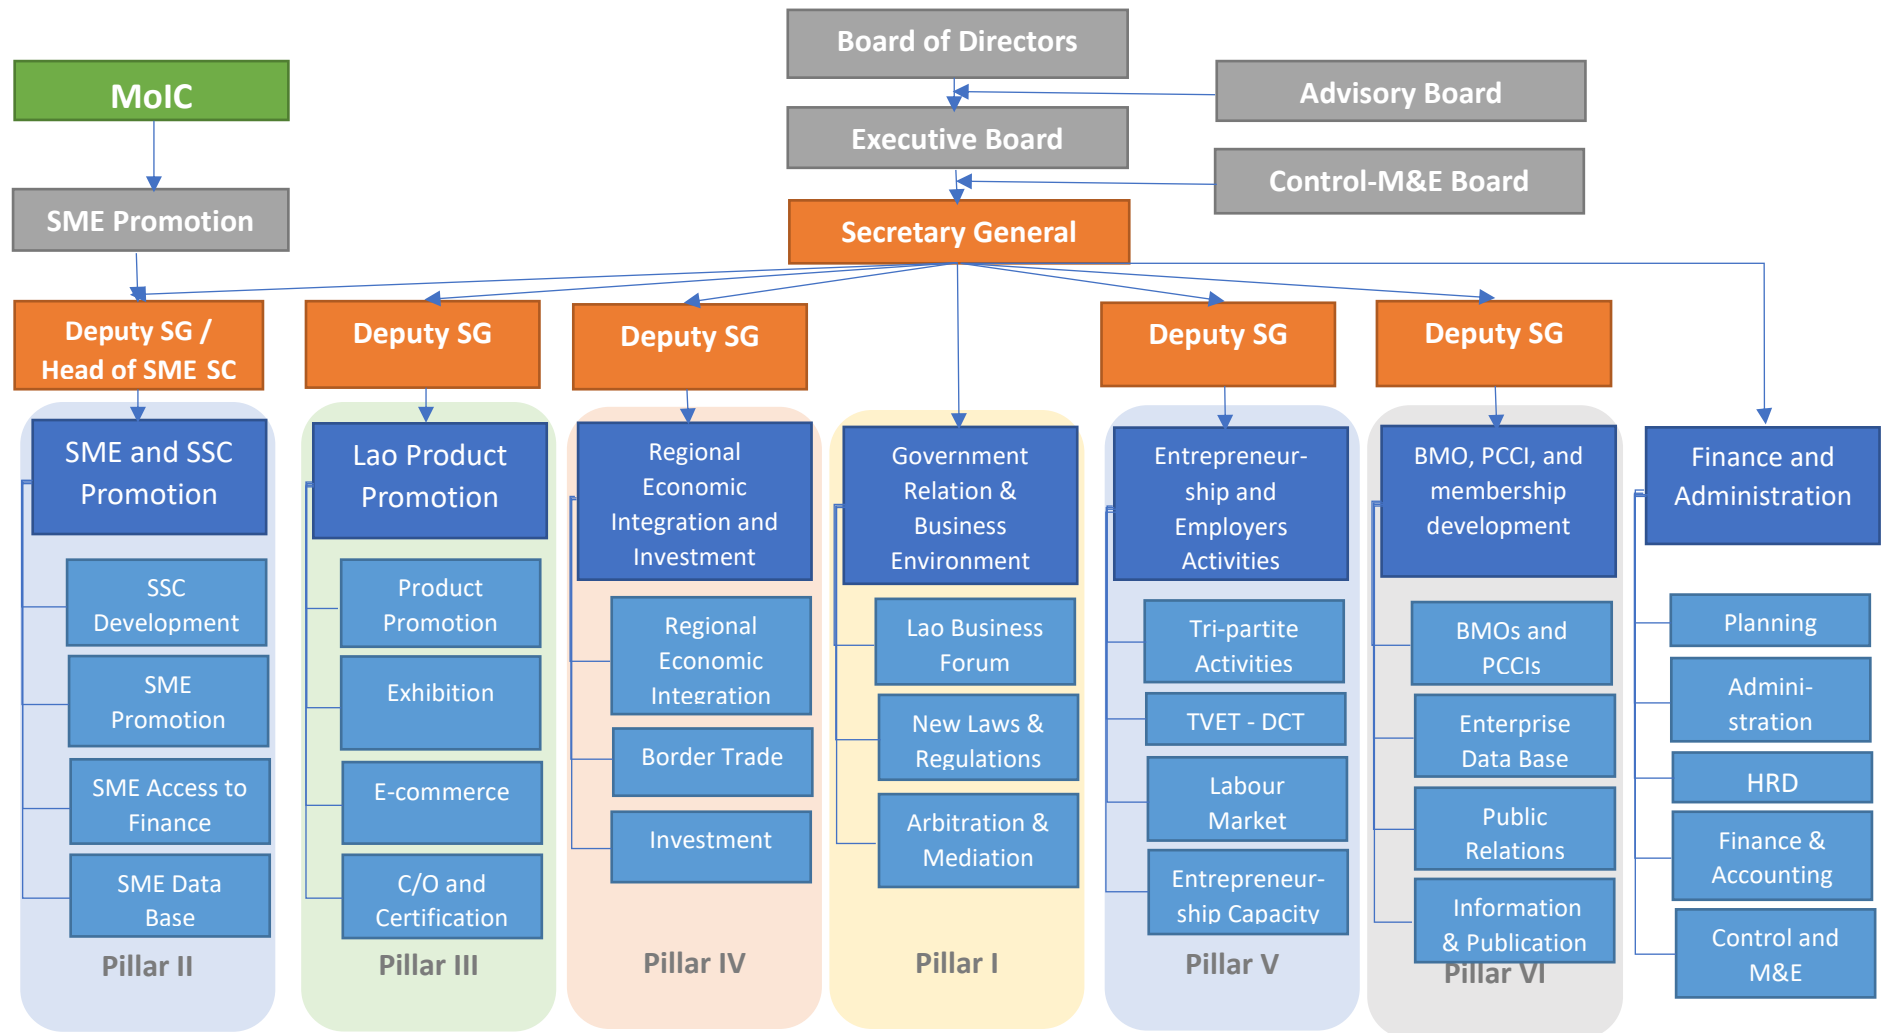 Board of Directors
MoIC
Advisory Board
Executive Board
Control-M&E Board
SME Promotion
Secretary General
Deputy SG /
Head of SME SC
Deputy SG
Deputy SG
Deputy SG
Deputy SG
SME and SSC
Promotion
SSC
Development
SME
Promotion
SME Access to
Finance
SME Data
Base
Pillar II
Lao Product
Promotion
Product
Promotion
Exhibition
E-commerce
C/O and
Certification
Pillar III
Regional
Economic
Integration and
Investment
Regional
Economic
Integration
Border Trade
Investment
Pillar IV
Government
Relation &
Business
Environment
Lao Business
Forum
New Laws &
Regulations
Arbitration &
Mediation
Pillar I
Entrepreneur-
ship and
Employers
Activities
Tri-partite
Activities
TVET - DCT
Labour
Market
Entrepreneur-
ship Capacity
Pillar V
BMO, PCCI, and
membership
development
BMOs and
PCCIs
Enterprise
Data Base
Public
Relations
Information
& Publication
Pillar VI
Finance and
Administration
Planning
Admini-
stration
HRD
Finance &
Accounting
Control and
M&E